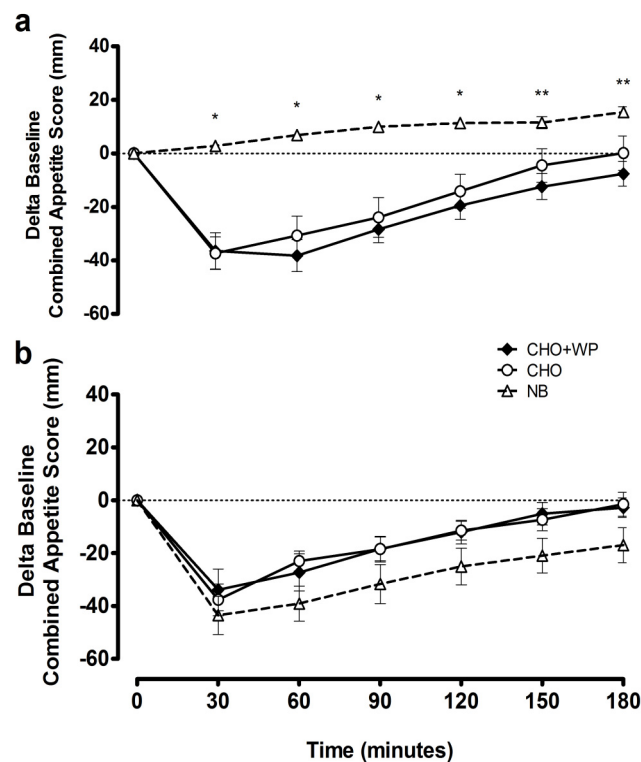 a
Delta Baseline
Combined Appetite Score (mm)
40
20
0
-20
-40
-60
* * * * ** **
b
CHO+WP
CHO
NB
Delta Baseline
Combined Appetite Score (mm)
40
20
0
-20
-40
-60
0 30 60 90 120 150 180
Time (minutes)